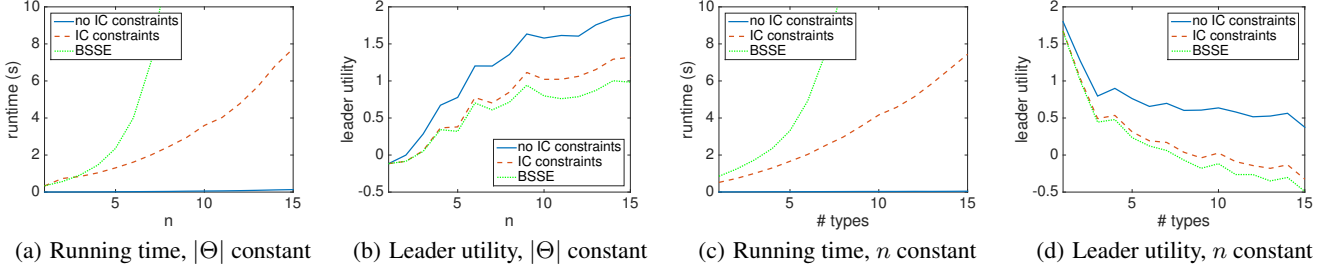 runtime (s)
10
8
6
4
2
0
no IC constraints
IC constraints
BSSE
5
10
15
n
(a) Running time, |Θ| constant
leader utility
2
1.5
1
0.5
0
-0.5
no IC constraints
IC constraints
BSSE
5
10
15
n
(b) Leader utility, |Θ| constant
runtime (s)
10
8
6
4
2
0
no IC constraints
IC constraints
BSSE
5
10
15
# types
(c) Running time, n constant
leader utility
2
1.5
1
0.5
0
-0.5
no IC constraints
IC constraints
BSSE
5
10
15
# types
(d) Leader utility, n constant